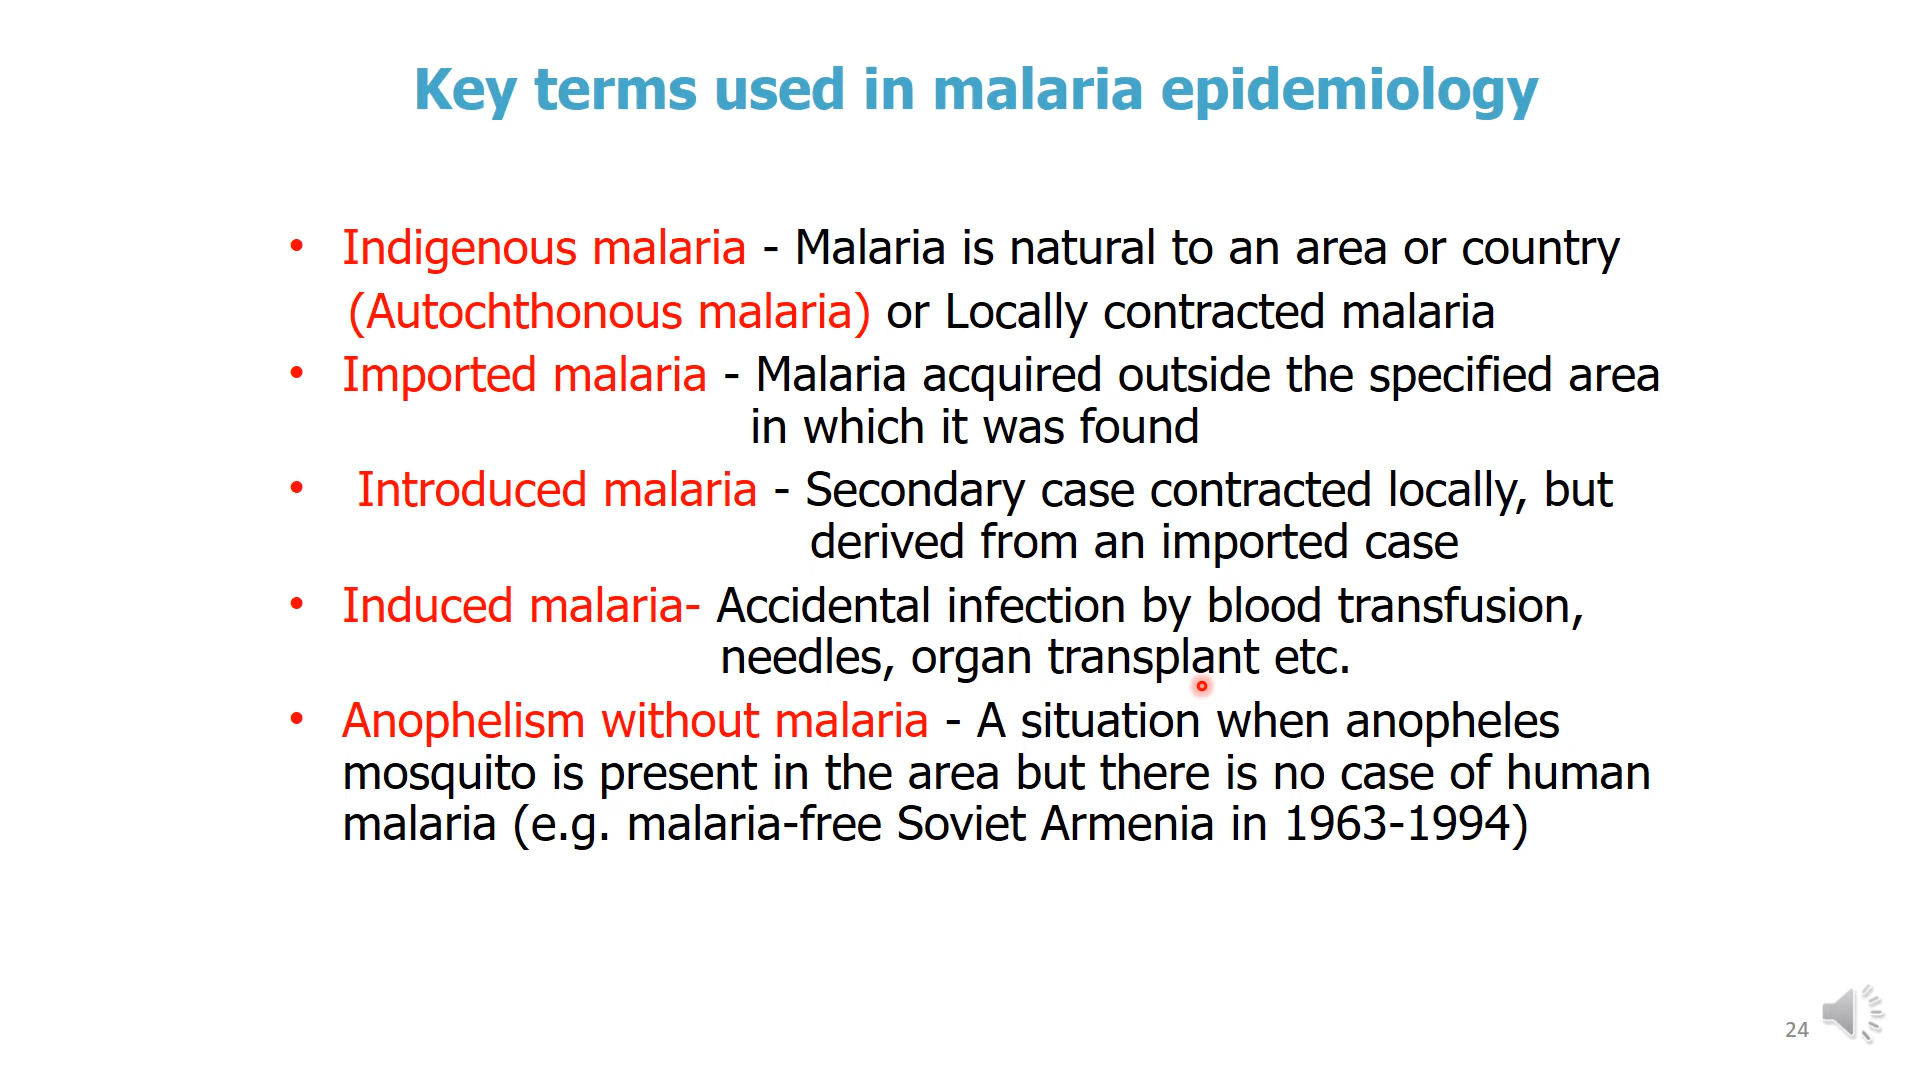 Key terms used in malaria epidemiology
• Indigenous malaria - Malaria is natural to an area or country
(Autochthonous malaria) or Locally contracted malaria
• Imported malaria - Malaria acquired outside the specified area
in which it was found
• Introduced malaria - Secondary case contracted locally, but
derived from an imported case
• Induced malaria- Accidental infection by blood transfusion,
needles, organ transplant etc.
• Anophelism without malaria - A situation when anopheles
mosquito is present in the area but there is no case of human
malaria (e.g. malaria-free Soviet Armenia in 1963-1994)
24